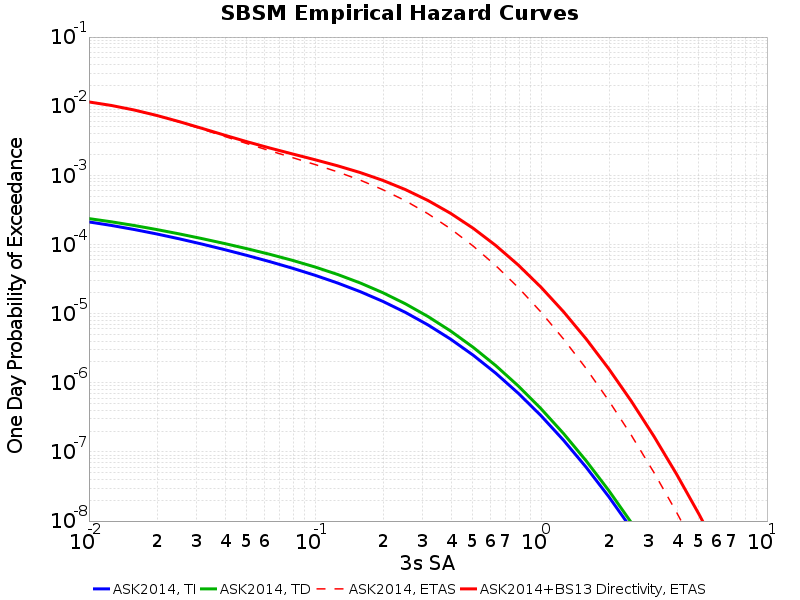 SBSM Empirical Hazard Curves
One Day Probability of Exceedance
10-1
10-2
10-3
10-4
10-5
10-6
10-7
10-8
10-2 2 3 4 5 6 10-1 2 3 4 5 6 7 100 2 3 4 5 6 7 101
3s SA
ASK2014, TI ASK2014, TD ASK2014, ETAS ASK2014+BS13 Directivity, ETAS